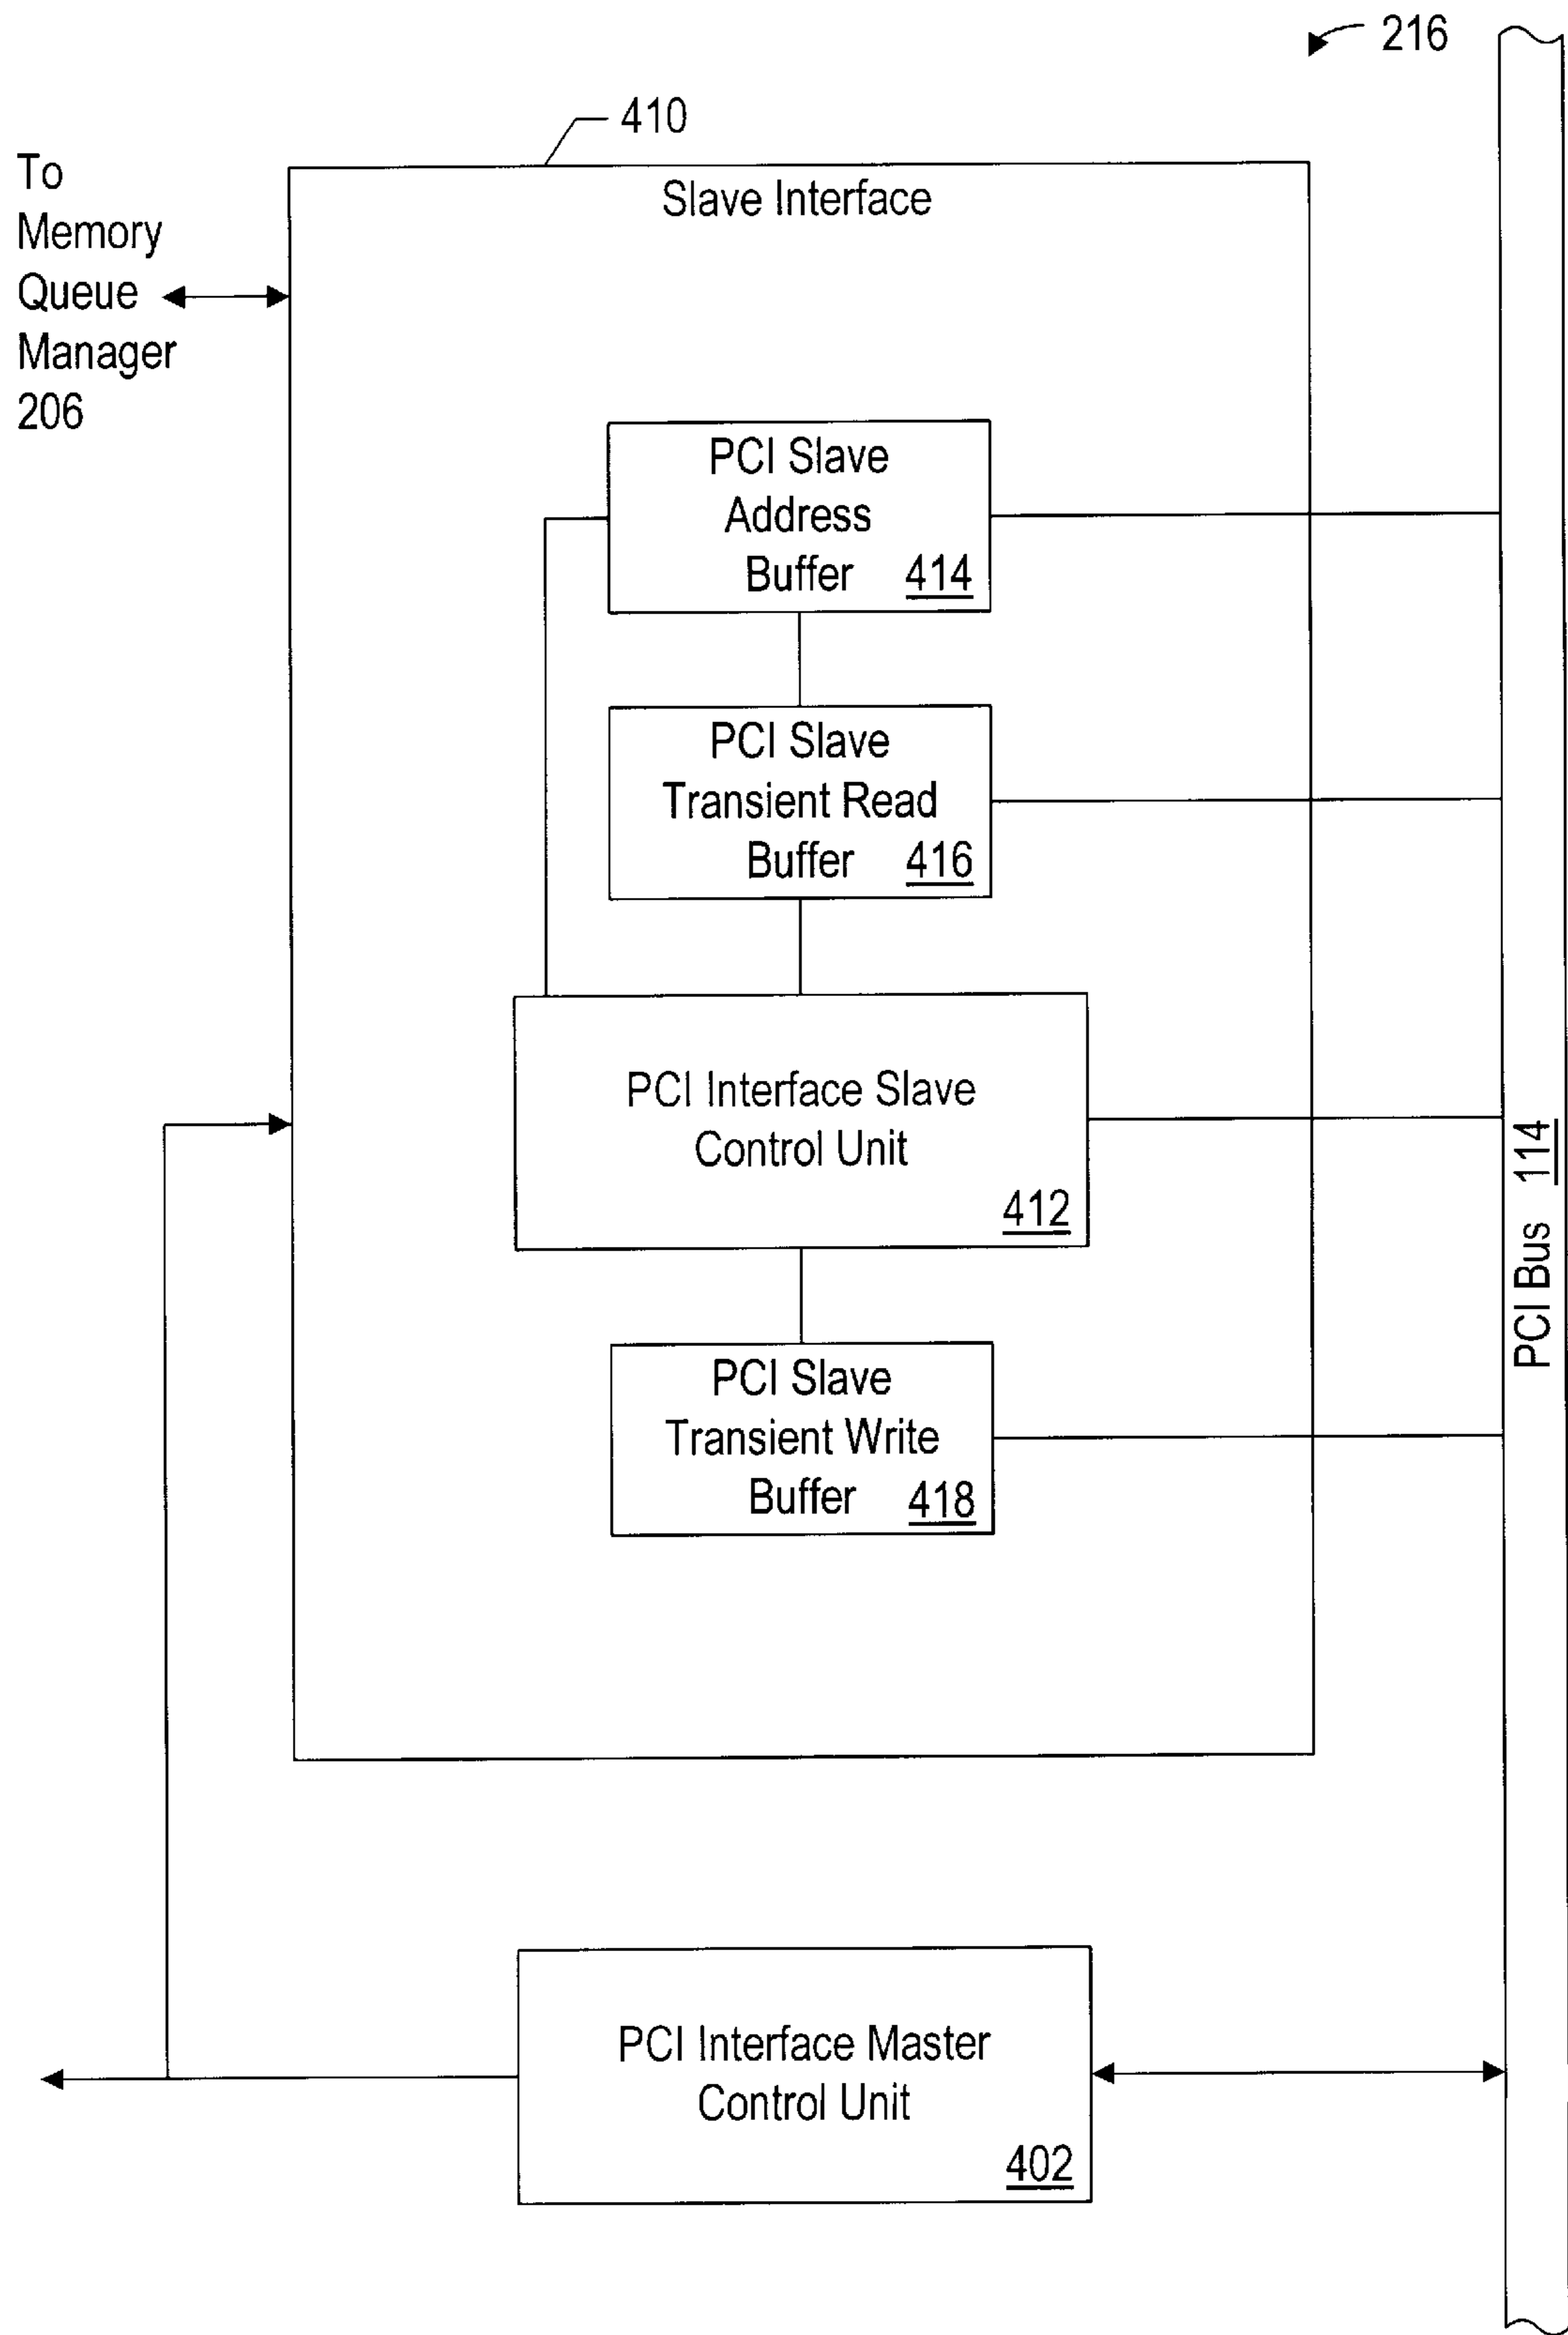 216
410
To
Memory
Queue
Manager
206
Slave Interface
PCI Slave
Address
Buffer 414
PCI Slave
Transient Read
Buffer 416
PCI Interface Slave
Control Unit
412
PCI Slave
Transient Write
Buffer 418
PCI Bus 114
PCI Interface Master
Control Unit
402